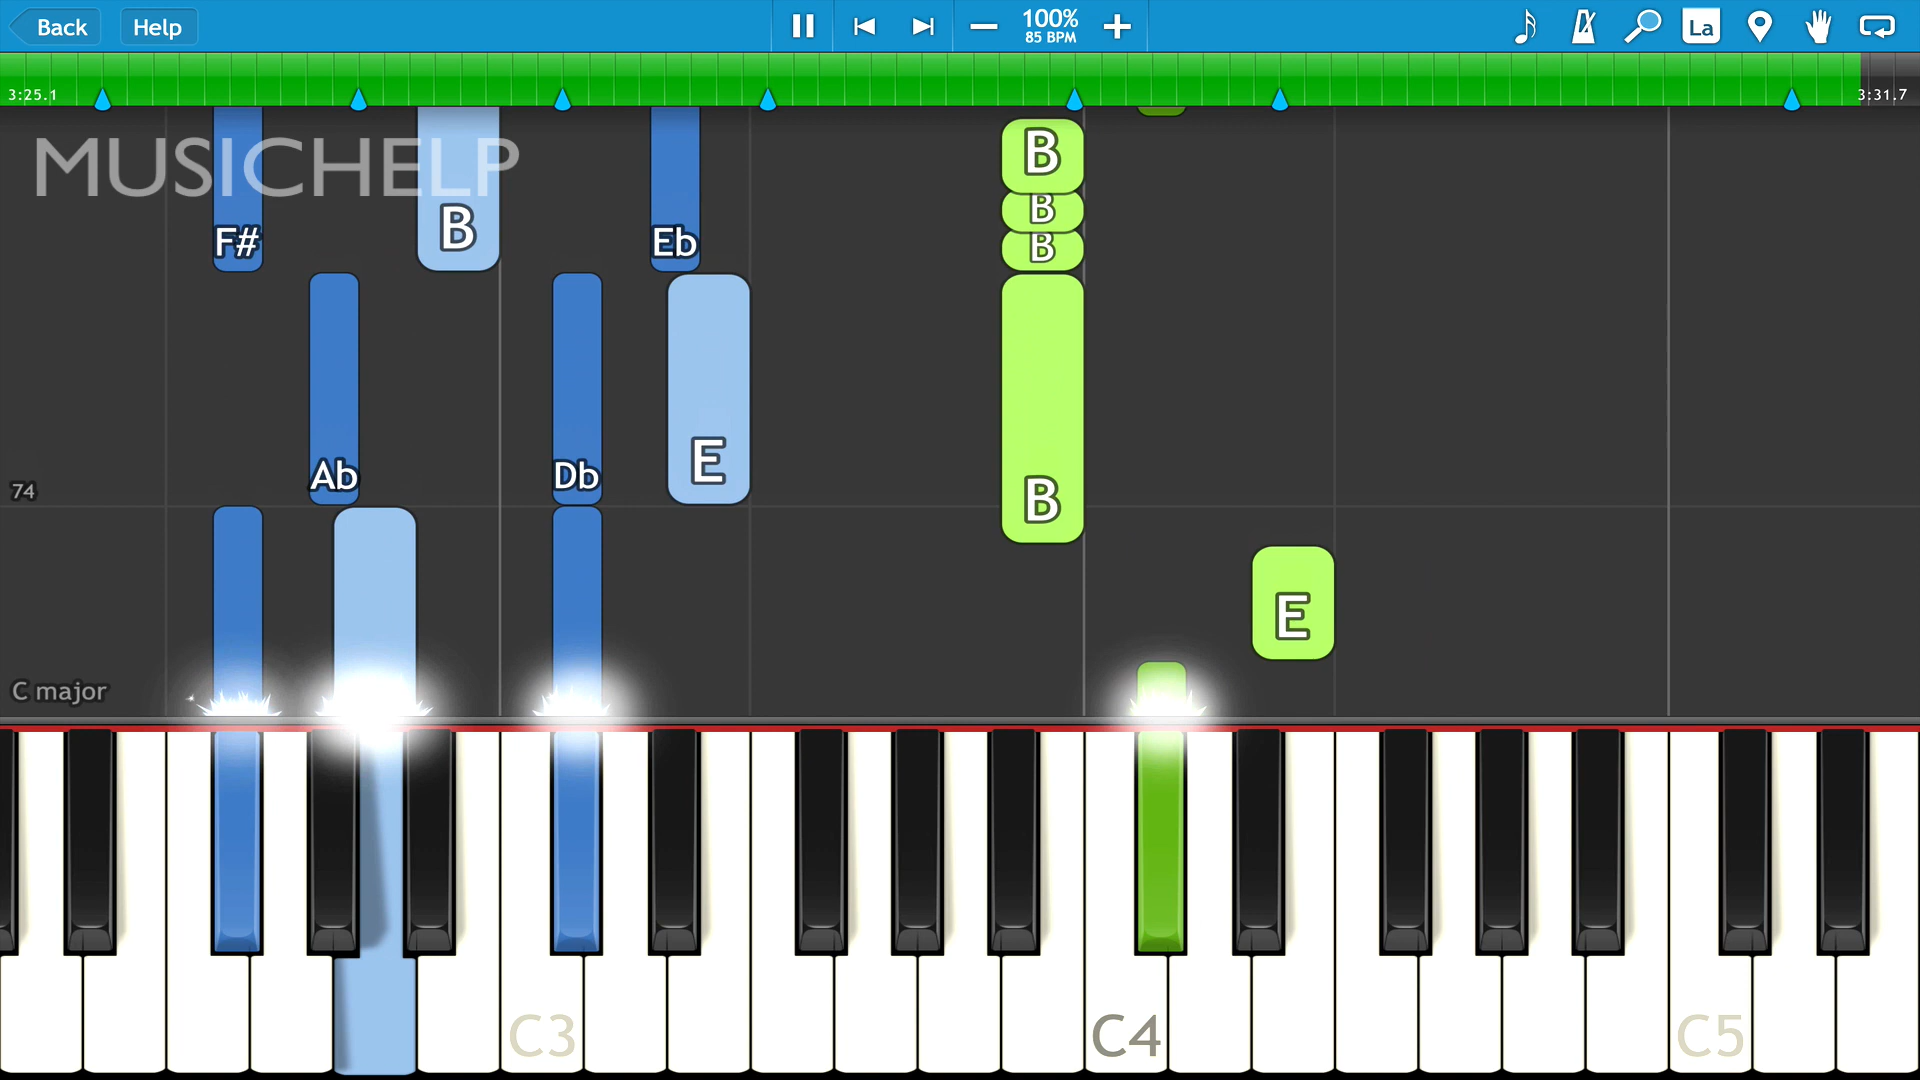 Back
Help
100%
85 BPM
La
3:25.1
3:31.7
MUSICHELP
B
B
B
B
F#
Eb
B
Ab
Db
E
B
74
E
C major
C3
C4
C5